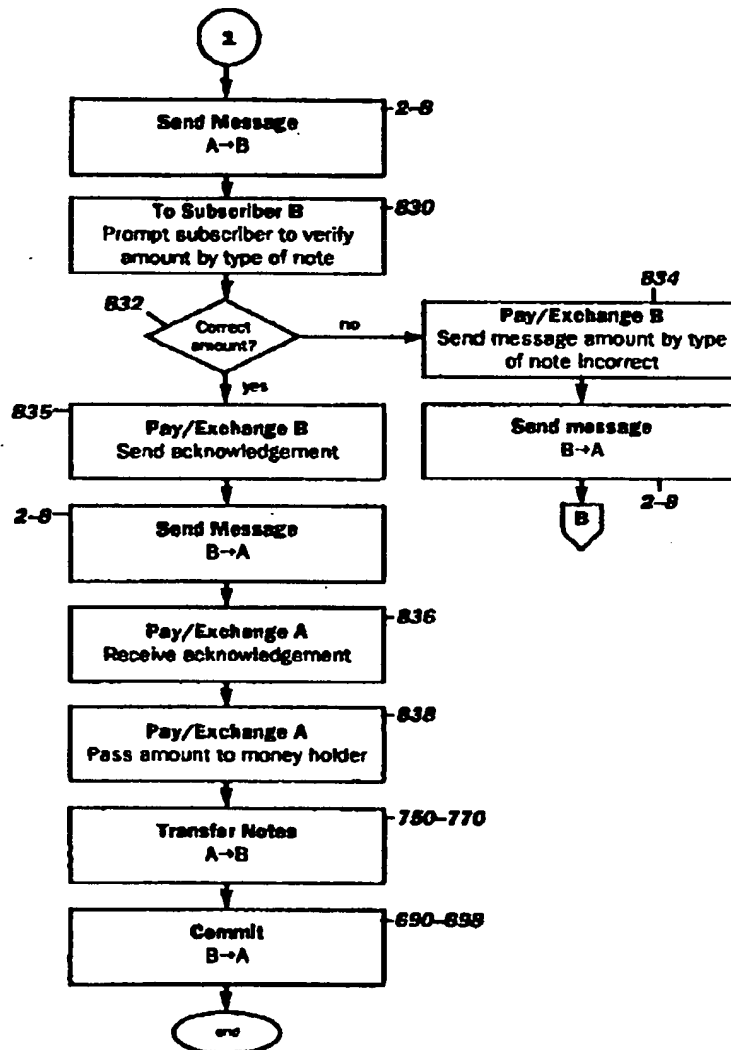 1
Send Message
A→B
2-8
To Subscriber B
Prompt subscriber to verify
amount by type of note
830
832
Correct
amount?
no
yes
834
Pay/Exchange B
Send message amount by type
of note incorrect
Send message
B→A
2-8
B
835
Pay/Exchange B
Send acknowledgement
2-8
Send Message
B→A
Pay/Exchange A
Receive acknowledgement
836
Pay/Exchange A
Pass amount to money holder
838
Transfer Notes
A→B
750-770
Commit
B→A
690-698
end